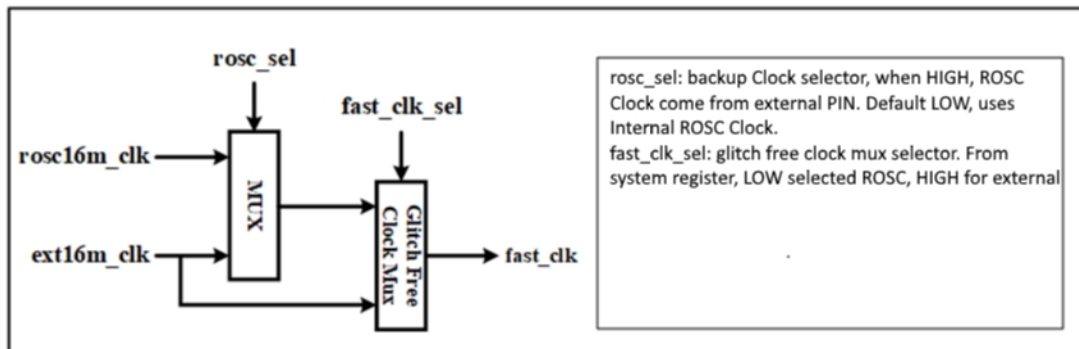 rosc_sel
fast_clk_sel
rosc16m_clk
MUX
ext16m_clk
Glitch Free
Clock Mux
fast_clk
rosc_sel: backup Clock selector, when HIGH, ROSC
Clock come from external PIN. Default LOW, uses
Internal ROSC Clock.
fast_clk_sel: glitch free clock mux selector. From
system register, LOW selected ROSC, HIGH for external